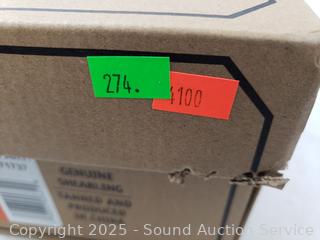 274.
4100
GENUINE
SHEARLING
TANNED AND
PRODUCED
IN CHINA
Copyright 2025 - Sound Auction Service